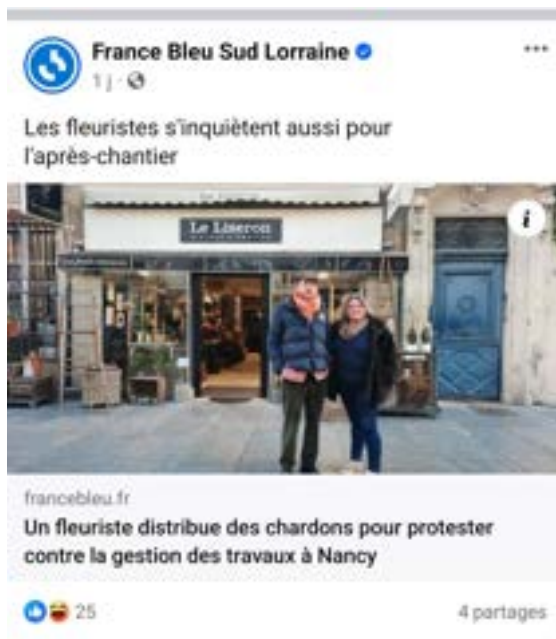 France Bleu Sud Lorraine
1 j ·
Les fleuristes s'inquiètent aussi pour
l'après-chantier
Le Liseron
i
francebleu.fr
Un fleuriste distribue des chardons pour protester
contre la gestion des travaux à Nancy
25
4 partages